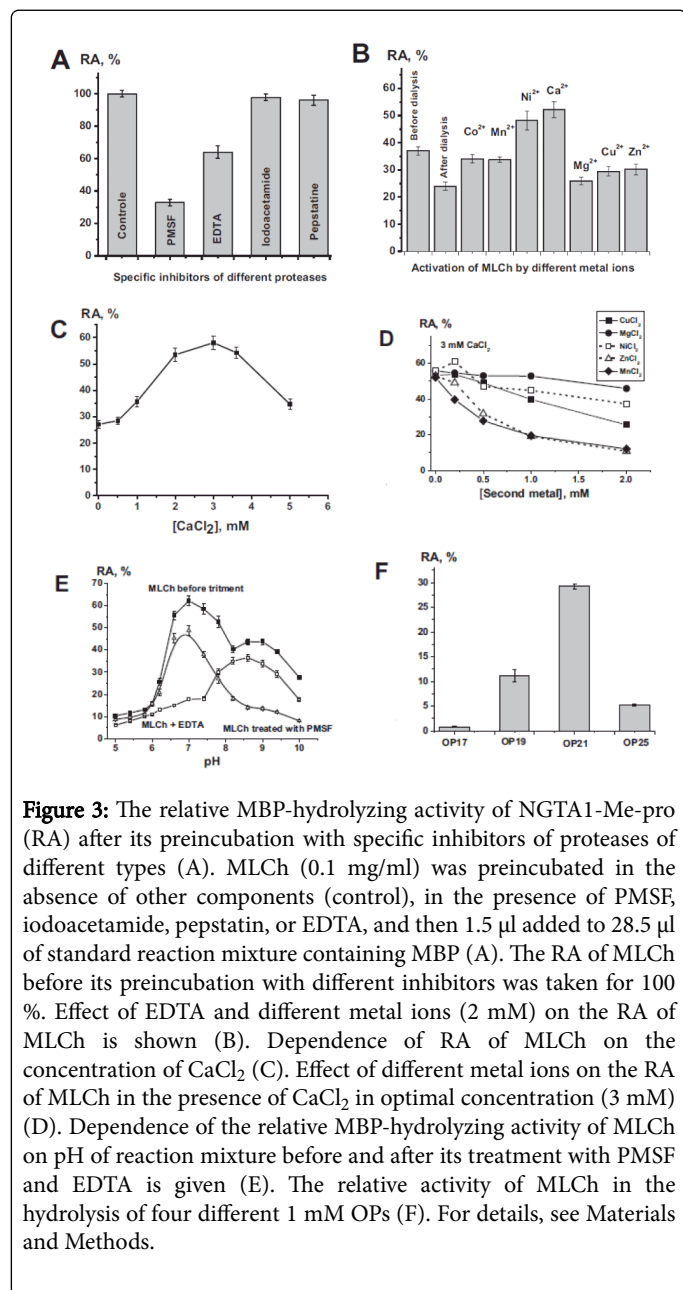 A
RA, %
100
80
60
40
20
0
Controle
PMSF
EDTA
Iodoacetamide
Pepstatine
Specific inhibitors of different proteases
B
RA, %
60
50
40
30
20
10
0
Before dialysis
After dialysis
Co2+
Mn2+
Ni2+
Ca2+
Mg2+
Cu2+
Zn2+
Activation of MLCh by different metal ions
C
RA, %
60
50
40
30
20
10
0
0 1 2 3 4 5 6
[CaCl2], mM
D
RA, %
3 mM CaCl2
CuCl2
MgCl2
NiCl2
ZnCl2
MnCl2
80
60
40
20
0
0.0 0.5 1.0 1.5 2.0
[Second metal], mM
E
RA, %
MLCh before tritment
70
60
50
40
30
20
10
0
MLCh + EDTA
MLCh treated with PMSF
5 6 7 8 9 10
pH
F
RA, %
30
25
20
15
10
5
0
OP17 OP19 OP21 OP25
Figure 3: The relative MBP-hydrolyzing activity of NGTA1-Me-pro
(RA) after its preincubation with specific inhibitors of proteases of
different types (A). MLCh (0.1 mg/ml) was preincubated in the
absence of other components (control), in the presence of PMSF,
iodoacetamide, pepstatin, or EDTA, and then 1.5 µl added to 28.5 µl
of standard reaction mixture containing MBP (A). The RA of MLCh
before its preincubation with different inhibitors was taken for 100
%. Effect of EDTA and different metal ions (2 mM) on the RA of
MLCh is shown (B). Dependence of RA of MLCh on the
concentration of CaCl2 (C). Effect of different metal ions on the RA
of MLCh in the presence of CaCl2 in optimal concentration (3 mM)
(D). Dependence of the relative MBP-hydrolyzing activity of MLCh
on pH of reaction mixture before and after its treatment with PMSF
and EDTA is given (E). The relative activity of MLCh in the
hydrolysis of four different 1 mM OPs (F). For details, see Materials
and Methods.